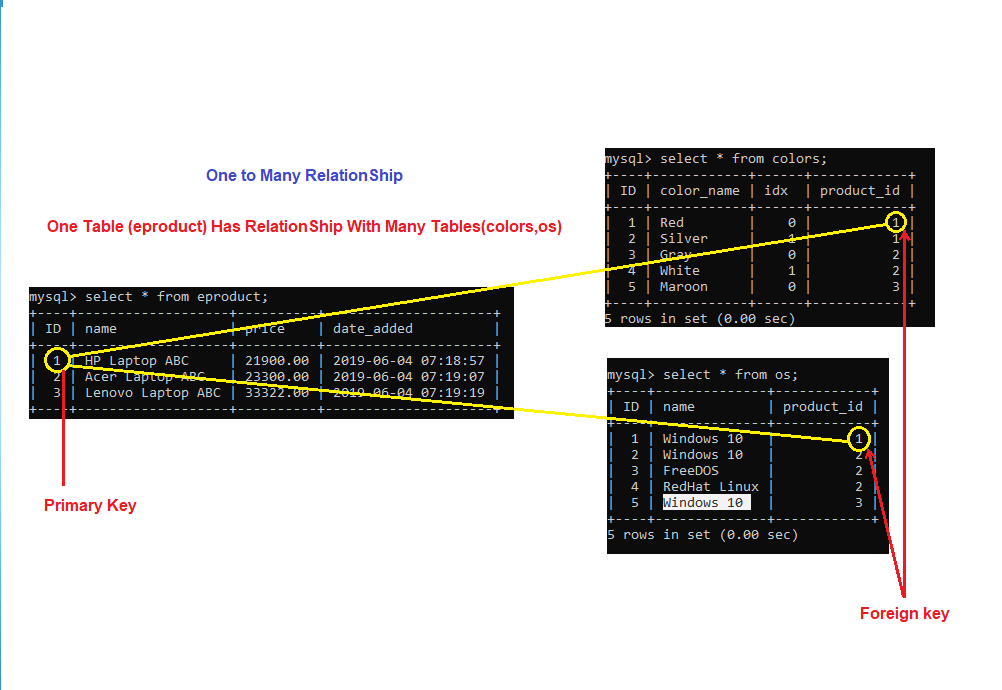 One to Many RelationShip
One Table (eproduct) Has RelationShip With Many Tables(colors,os)
mysql> select * from eproduct;
+----+-------------------+----------+---------------------+
| ID | name              | price    | date_added          |
+----+-------------------+----------+---------------------+
| 1 | HP Laptop ABC     | 21900.00 | 2019-06-04 07:18:57 |
| 2 | Acer Laptop ABC   | 23300.00 | 2019-06-04 07:19:07 |
| 3 | Lenovo Laptop ABC | 33322.00 | 2019-06-04 07:19:19 |
+----+-------------------+----------+---------------------+
Primary Key
mysql> select * from colors;
+----+------------+------+------------+
| ID | color_name | idx  | product_id |
+----+------------+------+------------+
| 1 | Red        |    0 |          1 |
| 2 | Silver     |    1 |          1 |
| 3 | Gray       |    0 |          2 |
| 4 | White      |    1 |          2 |
| 5 | Maroon     |    0 |          3 |
+----+------------+------+------------+
5 rows in set (0.00 sec)
mysql> select * from os;
+----+--------------+------------+
| ID | name         | product_id |
+----+--------------+------------+
| 1 | Windows 10   |          1 |
| 2 | Windows 10   |          2 |
| 3 | FreeDOS      |          2 |
| 4 | RedHat Linux |          2 |
| 5 | Windows 10   |          3 |
+----+--------------+------------+
5 rows in set (0.00 sec)
Foreign key